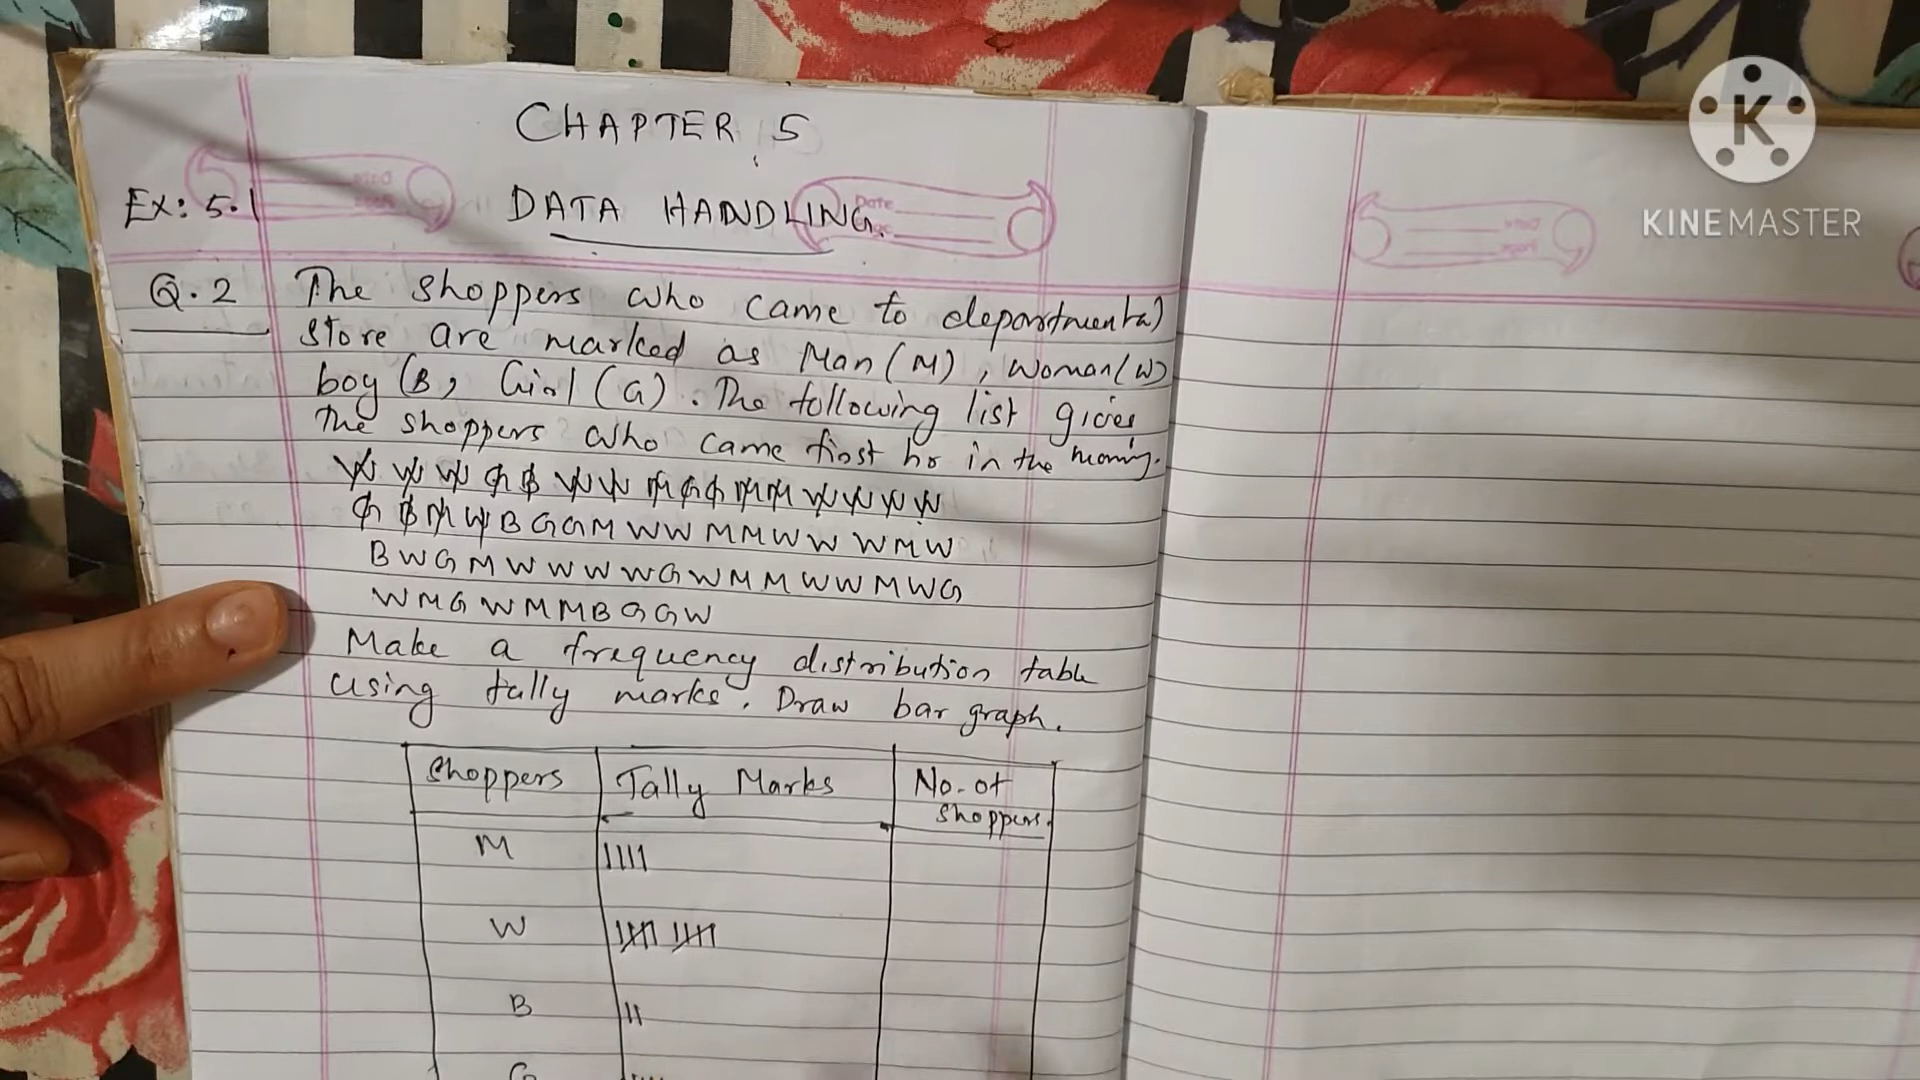 CHAPTER 5
Ex: 5.1 DATA HANDLING.
Q.2 The shoppers who came to departmental
store are marked as Man (M), Woman (W)
boy (B, Girl (G). The following list gives
the shoppers who came first hr in the morning.
W W W G B W W M G G M M W W W W
G B M W B G G M W W M M W W W M W
B W G M W W W W G W M M W W M W G
W M G W M M B G G W
Make a frequency distribution table
using tally marks. Draw bar graph.
Shoppers Tally Marks No. of
shoppers.
M
W
B
G
Date
K
KINEMASTER